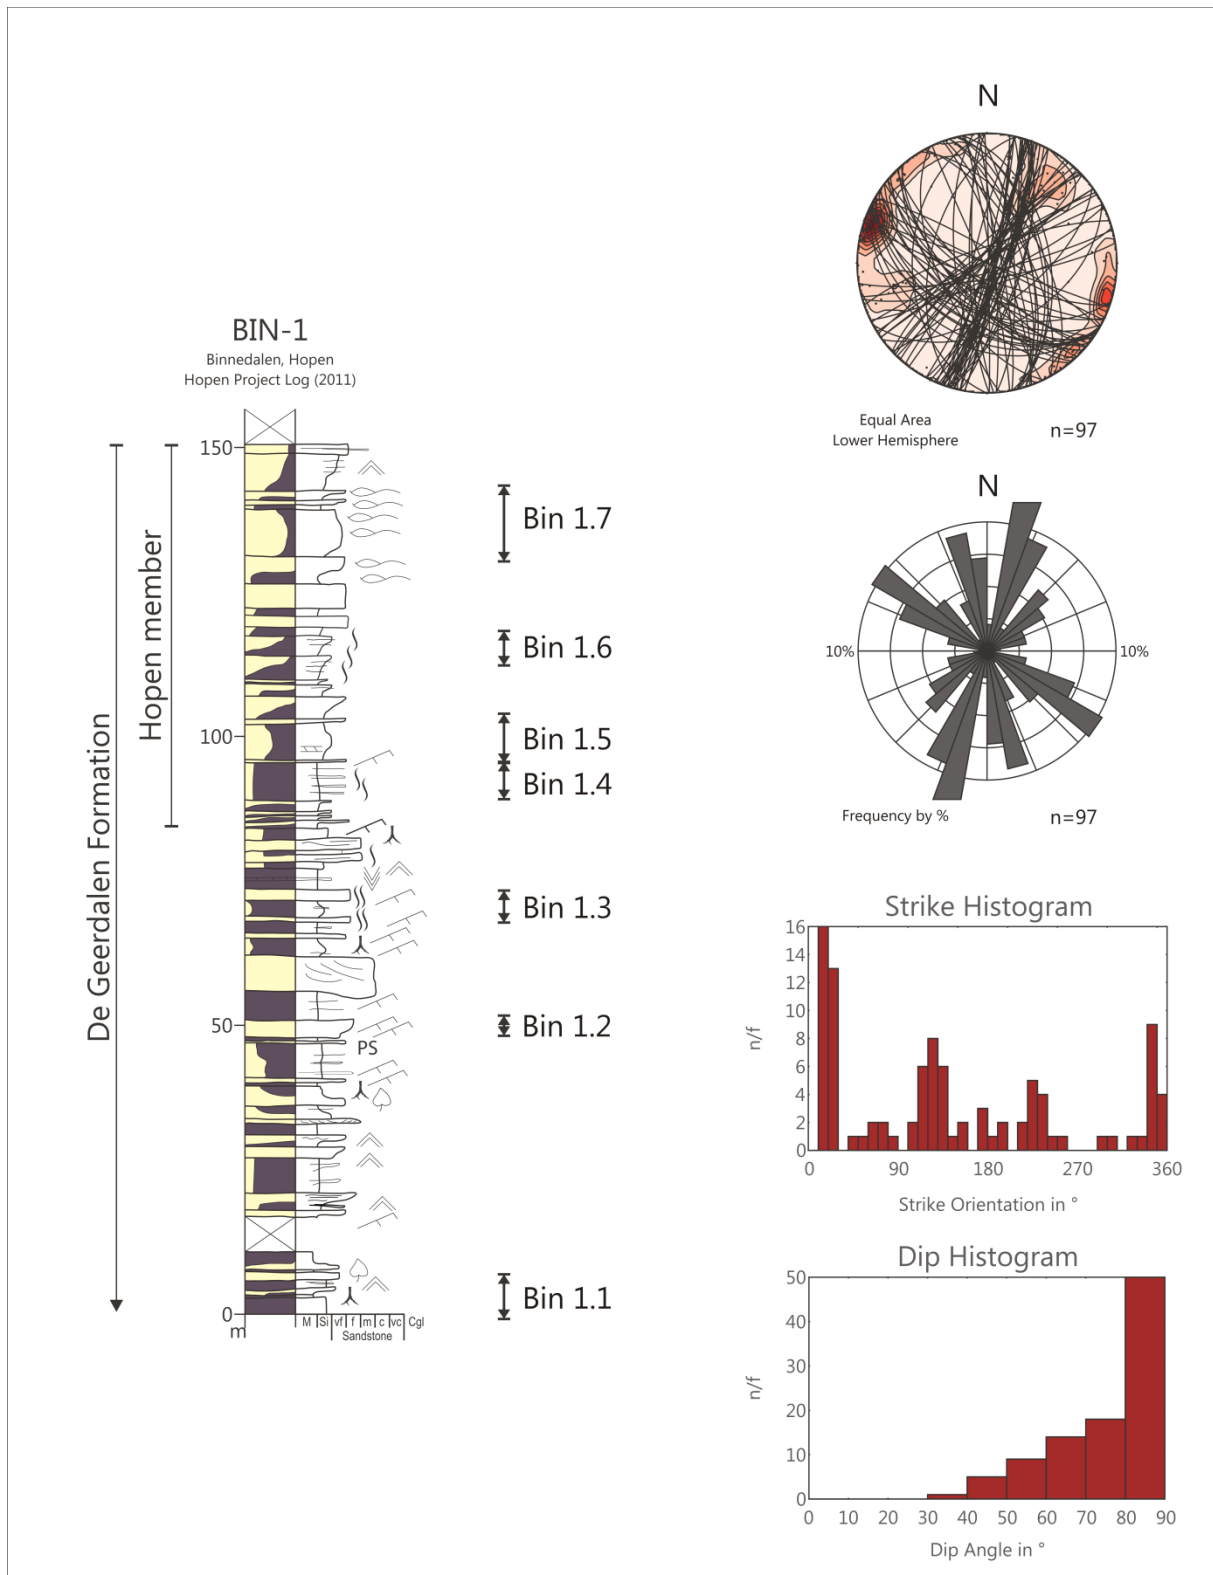 N
Equal Area
Lower Hemisphere
n=97
BIN-1
Binnedalen, Hopen
Hopen Project Log (2011)
De Geerdalen Formation
Hopen member
150
100
50
0
m
PS
M Si vf f m c vc Cgl
Sandstone
Bin 1.7
Bin 1.6
Bin 1.5
Bin 1.4
Bin 1.3
Bin 1.2
Bin 1.1
N
10%
10%
Frequency by %
n=97
Strike Histogram
n/f
16
14
12
10
8
6
4
2
0
0 90 180 270 360
Strike Orientation in °
Dip Histogram
n/f
50
40
30
20
10
0
0 10 20 30 40 50 60 70 80 90
Dip Angle in °